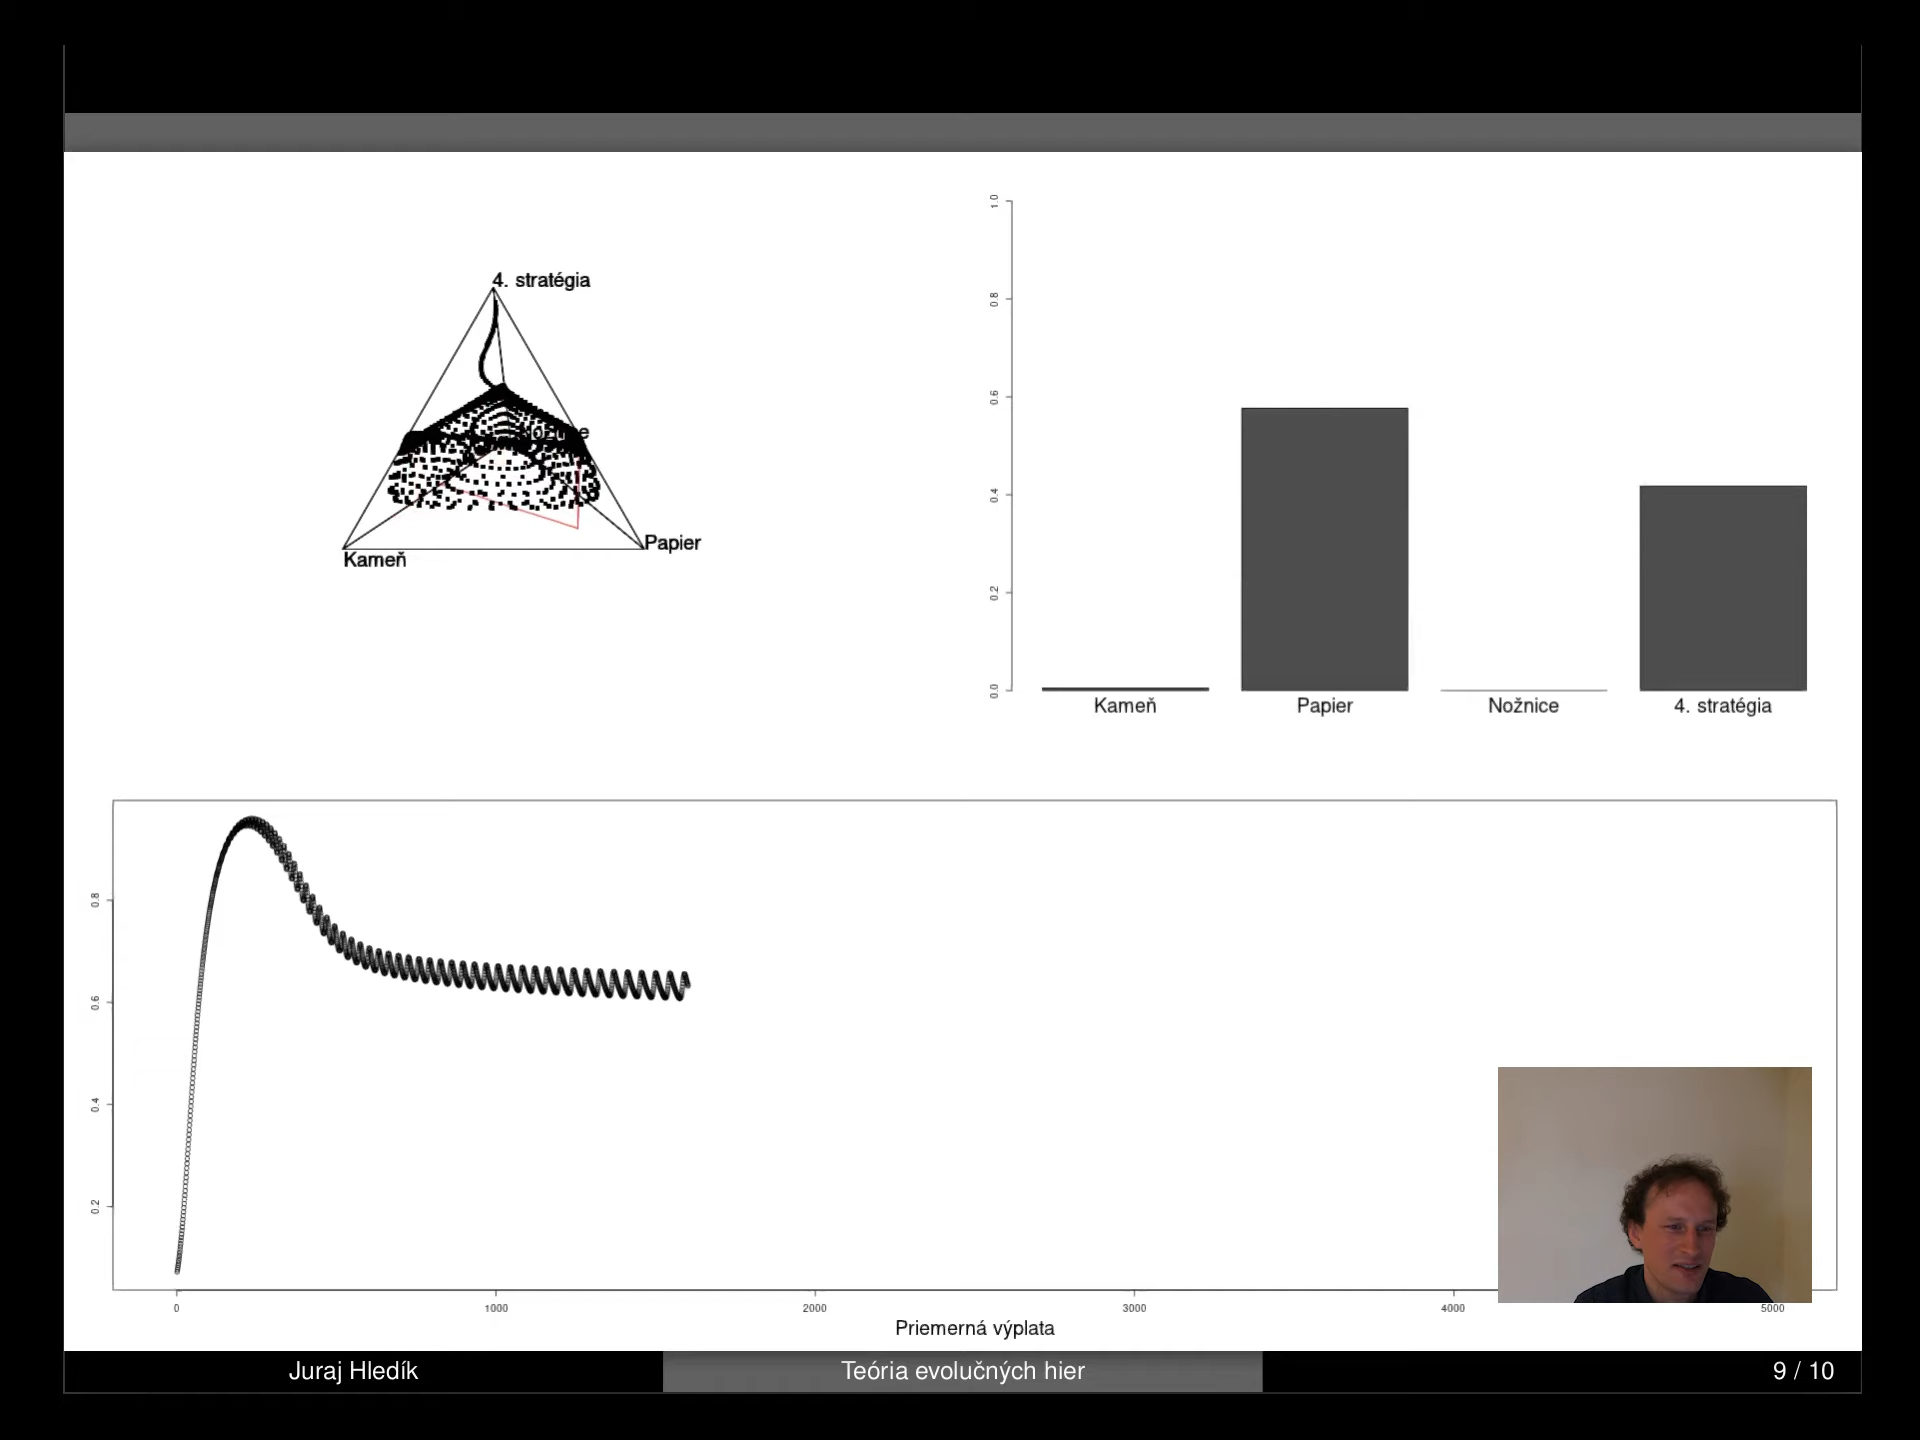 4. stratégia
Nožnice
Papier
Kameň
1.0
0.8
0.6
0.4
0.2
0.0
Kameň Papier Nožnice 4. stratégia
0.8
0.6
0.4
0.2
0 1000 2000 3000 4000 5000
Priemerná výplata
Juraj Hledík Teória evolučných hier 9 / 10